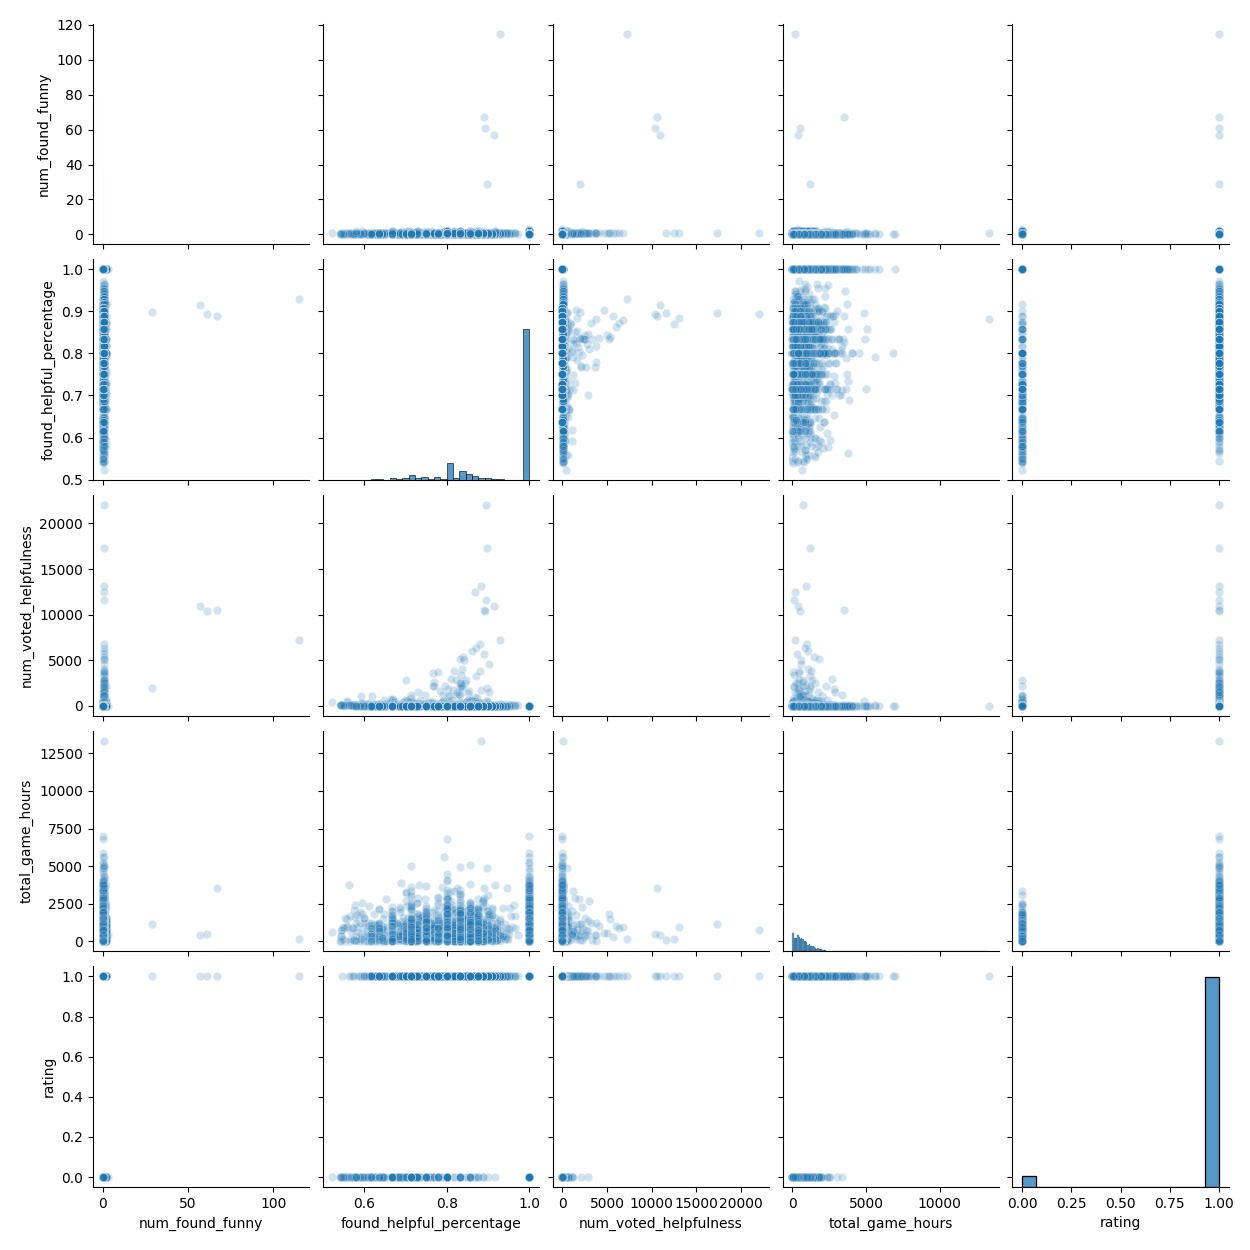 120
100
80
60
40
20
0
num_found_funny
1.0
0.9
0.8
0.7
0.6
0.5
found_helpful_percentage
20000
15000
10000
5000
0
num_voted_helpfulness
12500
10000
7500
5000
2500
0
total_game_hours
1.0
0.8
0.6
0.4
0.2
0.0
rating
0 50 100
num_found_funny
0.6 0.8 1.0
found_helpful_percentage
0 5000 10000 15000 20000
num_voted_helpfulness
0 5000 10000
total_game_hours
0.00 0.25 0.50 0.75 1.00
rating